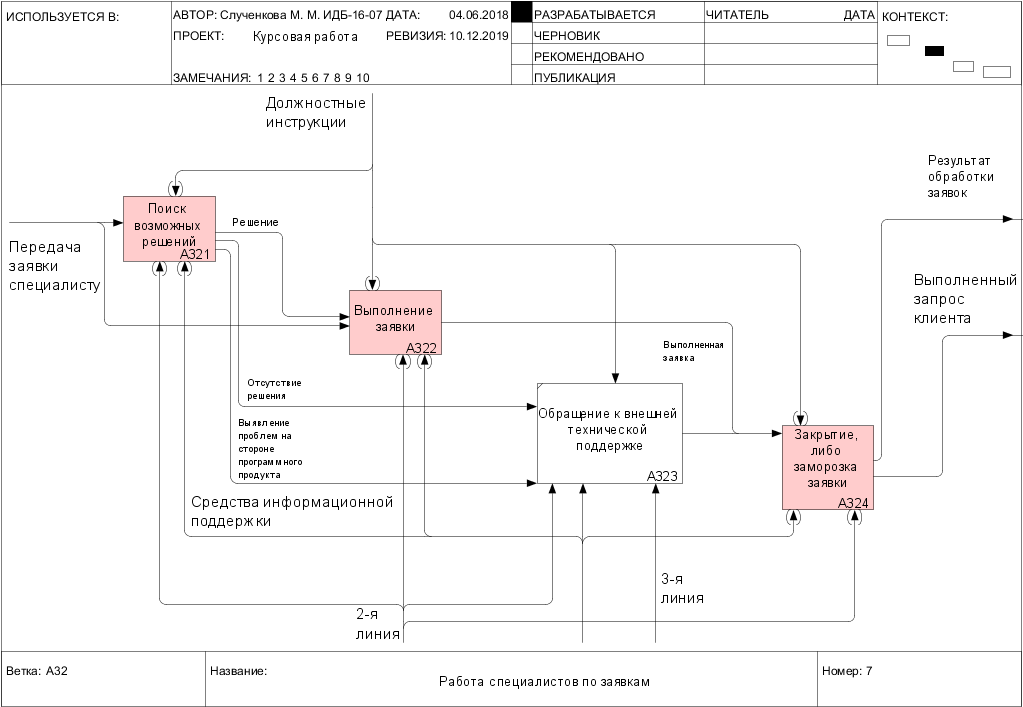 ИСПОЛЬЗУЕТСЯ В:
АВТОР: Слученкова М. М. ИДБ-16-07 ДАТА: 04.06.2018
ПРОЕКТ: Курсовая работа РЕВИЗИЯ: 10.12.2019
ЗАМЕЧАНИЯ: 1 2 3 4 5 6 7 8 9 10
РАЗРАБАТЫВАЕТСЯ
ЧЕРНОВИК
РЕКОМЕНДОВАНО
ПУБЛИКАЦИЯ
ЧИТАТЕЛЬ ДАТА
КОНТЕКСТ:
Должностные
инструкции
Результат
обработки
заявок
Поиск
возможных
решений
A321
Решение
Передача
заявки
специалисту
Выполненный
запрос
клиента
Выполнение
заявки
A322
Выполненная
заявка
Отсутствие
решения
Обращение к внешней
технической
поддержке
A323
Выявление
проблем на
стороне
программного
продукта
Закрытие,
либо
заморозка
заявки
A324
Средства информационной
поддержки
3-я
линия
2-я
линия
Ветка: A32
Название:
Работа специалистов по заявкам
Номер: 7